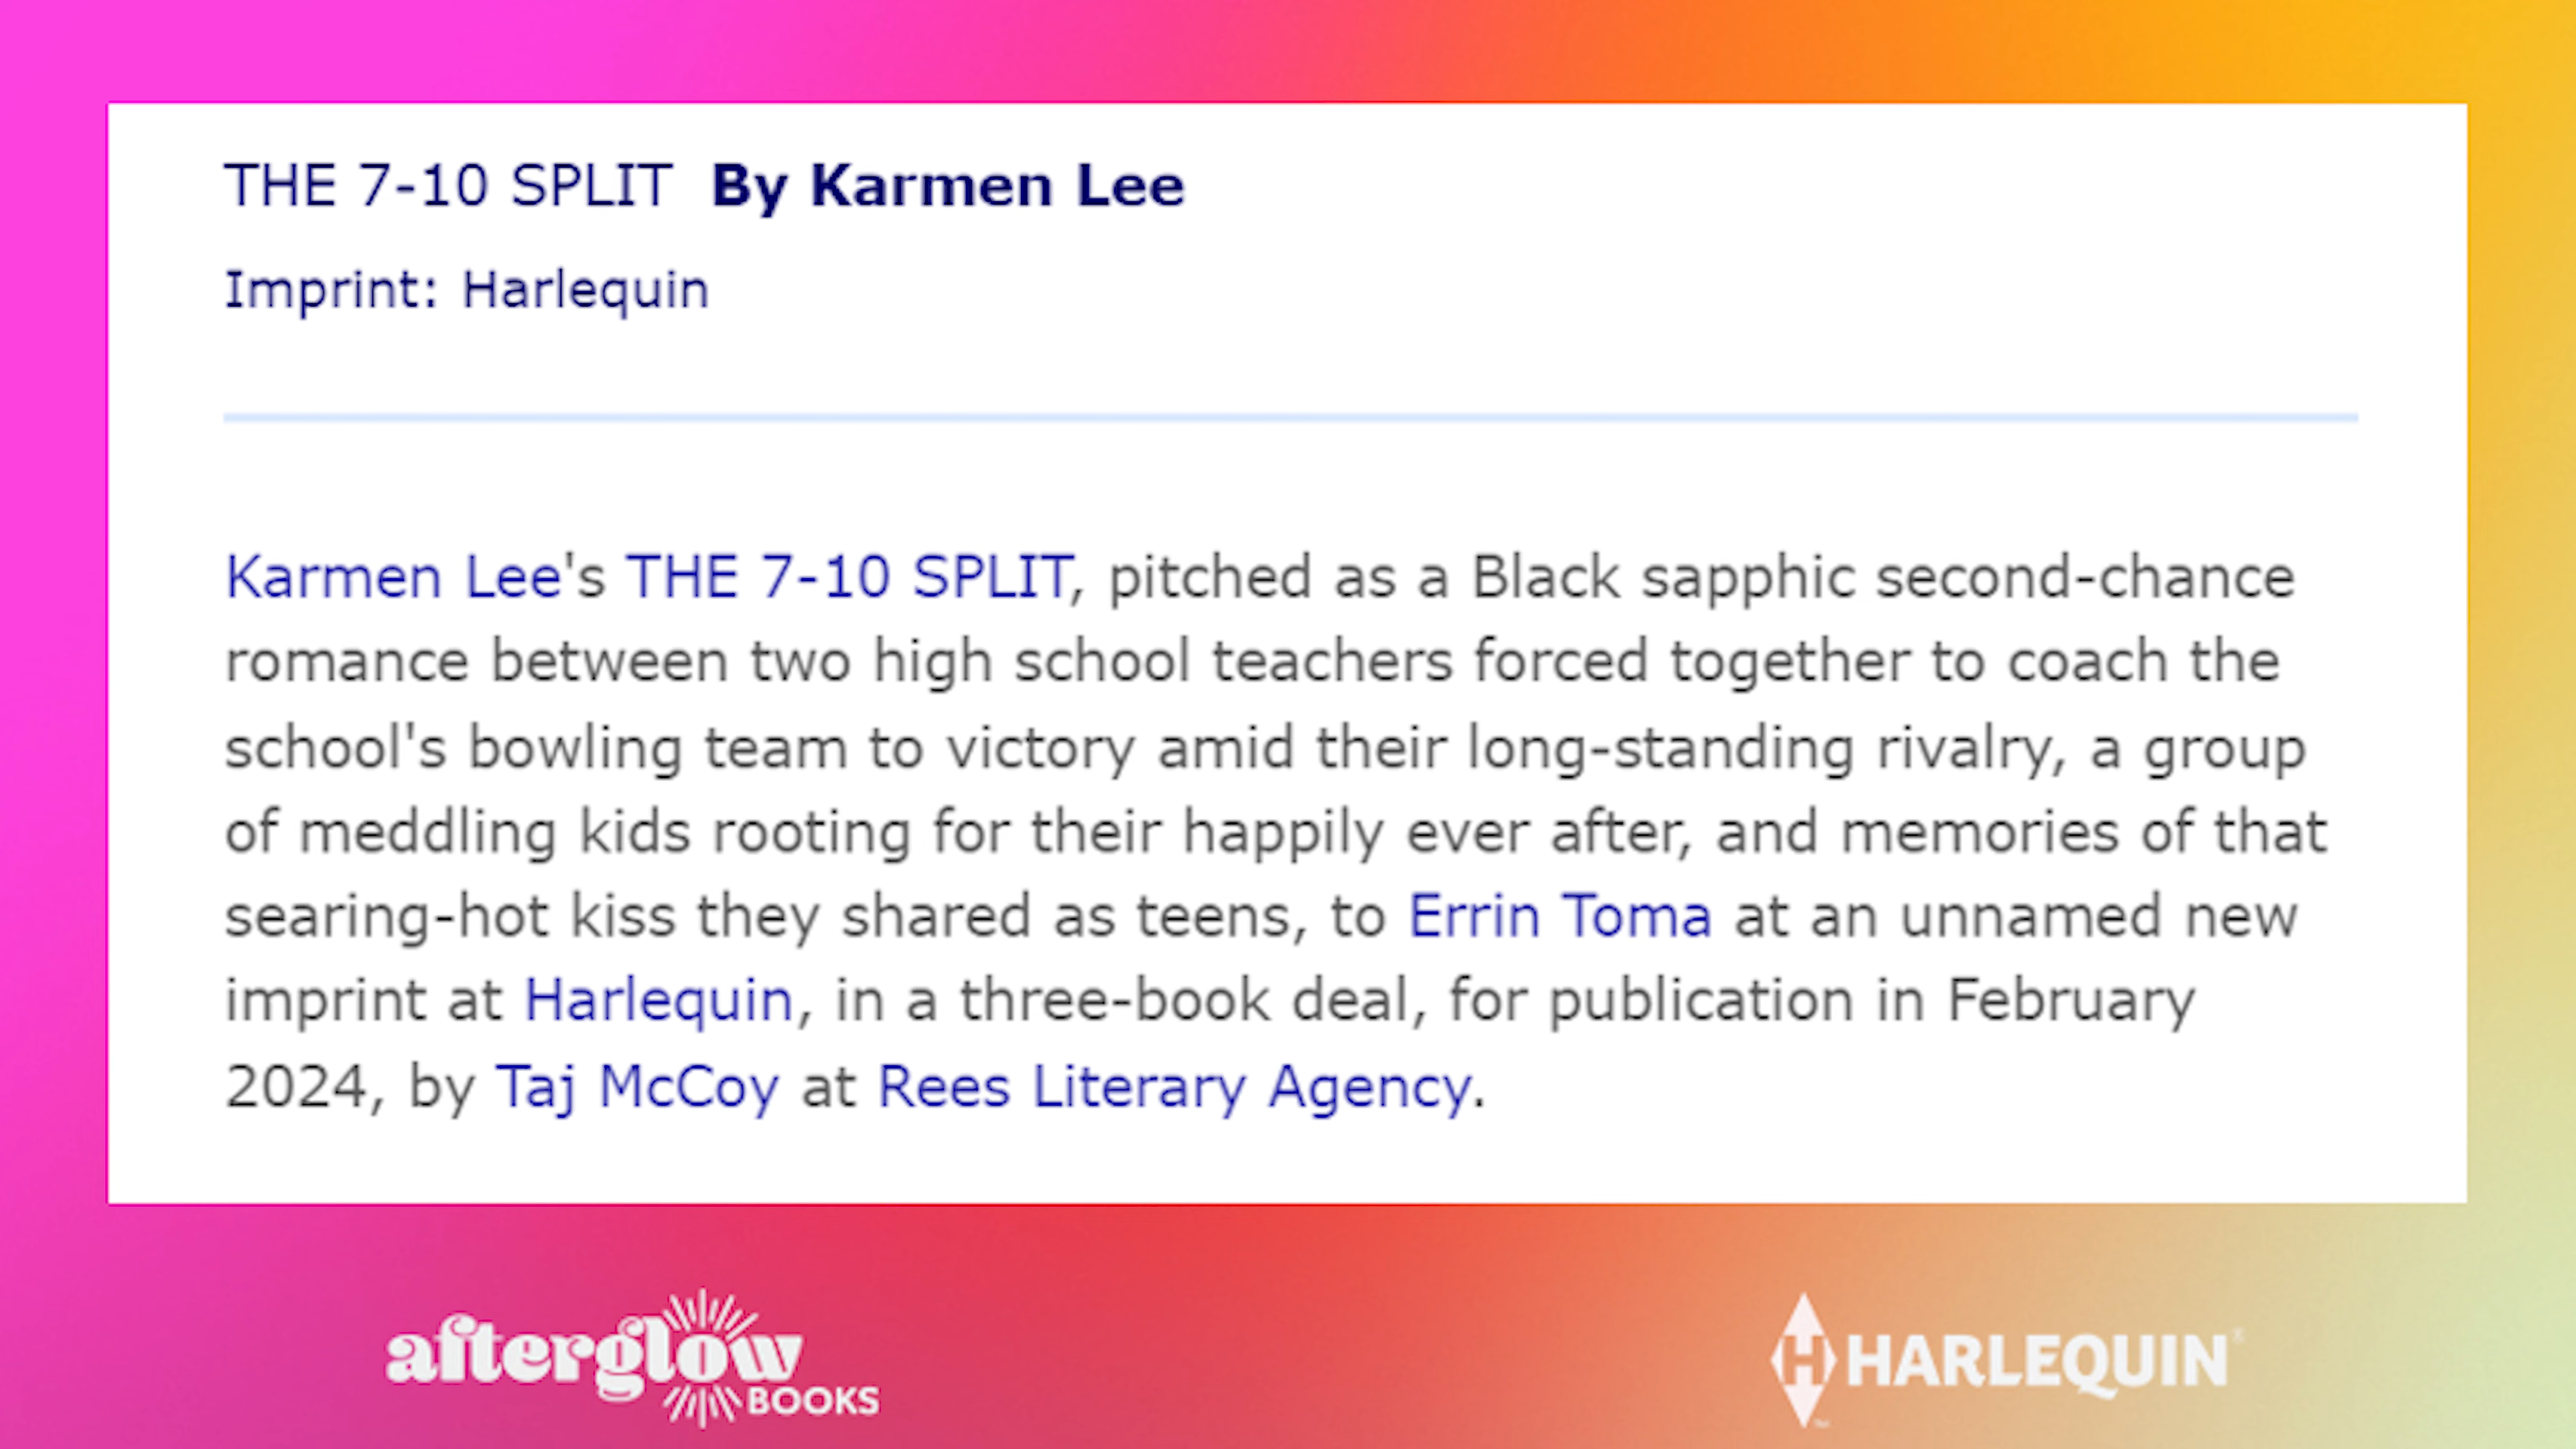 THE 7-10 SPLIT By Karmen Lee
Imprint: Harlequin
Karmen Lee's THE 7-10 SPLIT, pitched as a Black sapphic second-chance
romance between two high school teachers forced together to coach the
school's bowling team to victory amid their long-standing rivalry, a group
of meddling kids rooting for their happily ever after, and memories of that
searing-hot kiss they shared as teens, to Errin Toma at an unnamed new
imprint at Harlequin, in a three-book deal, for publication in February
2024, by Taj McCoy at Rees Literary Agency.
afterglow
BOOKS
H HARLEQUIN®
™